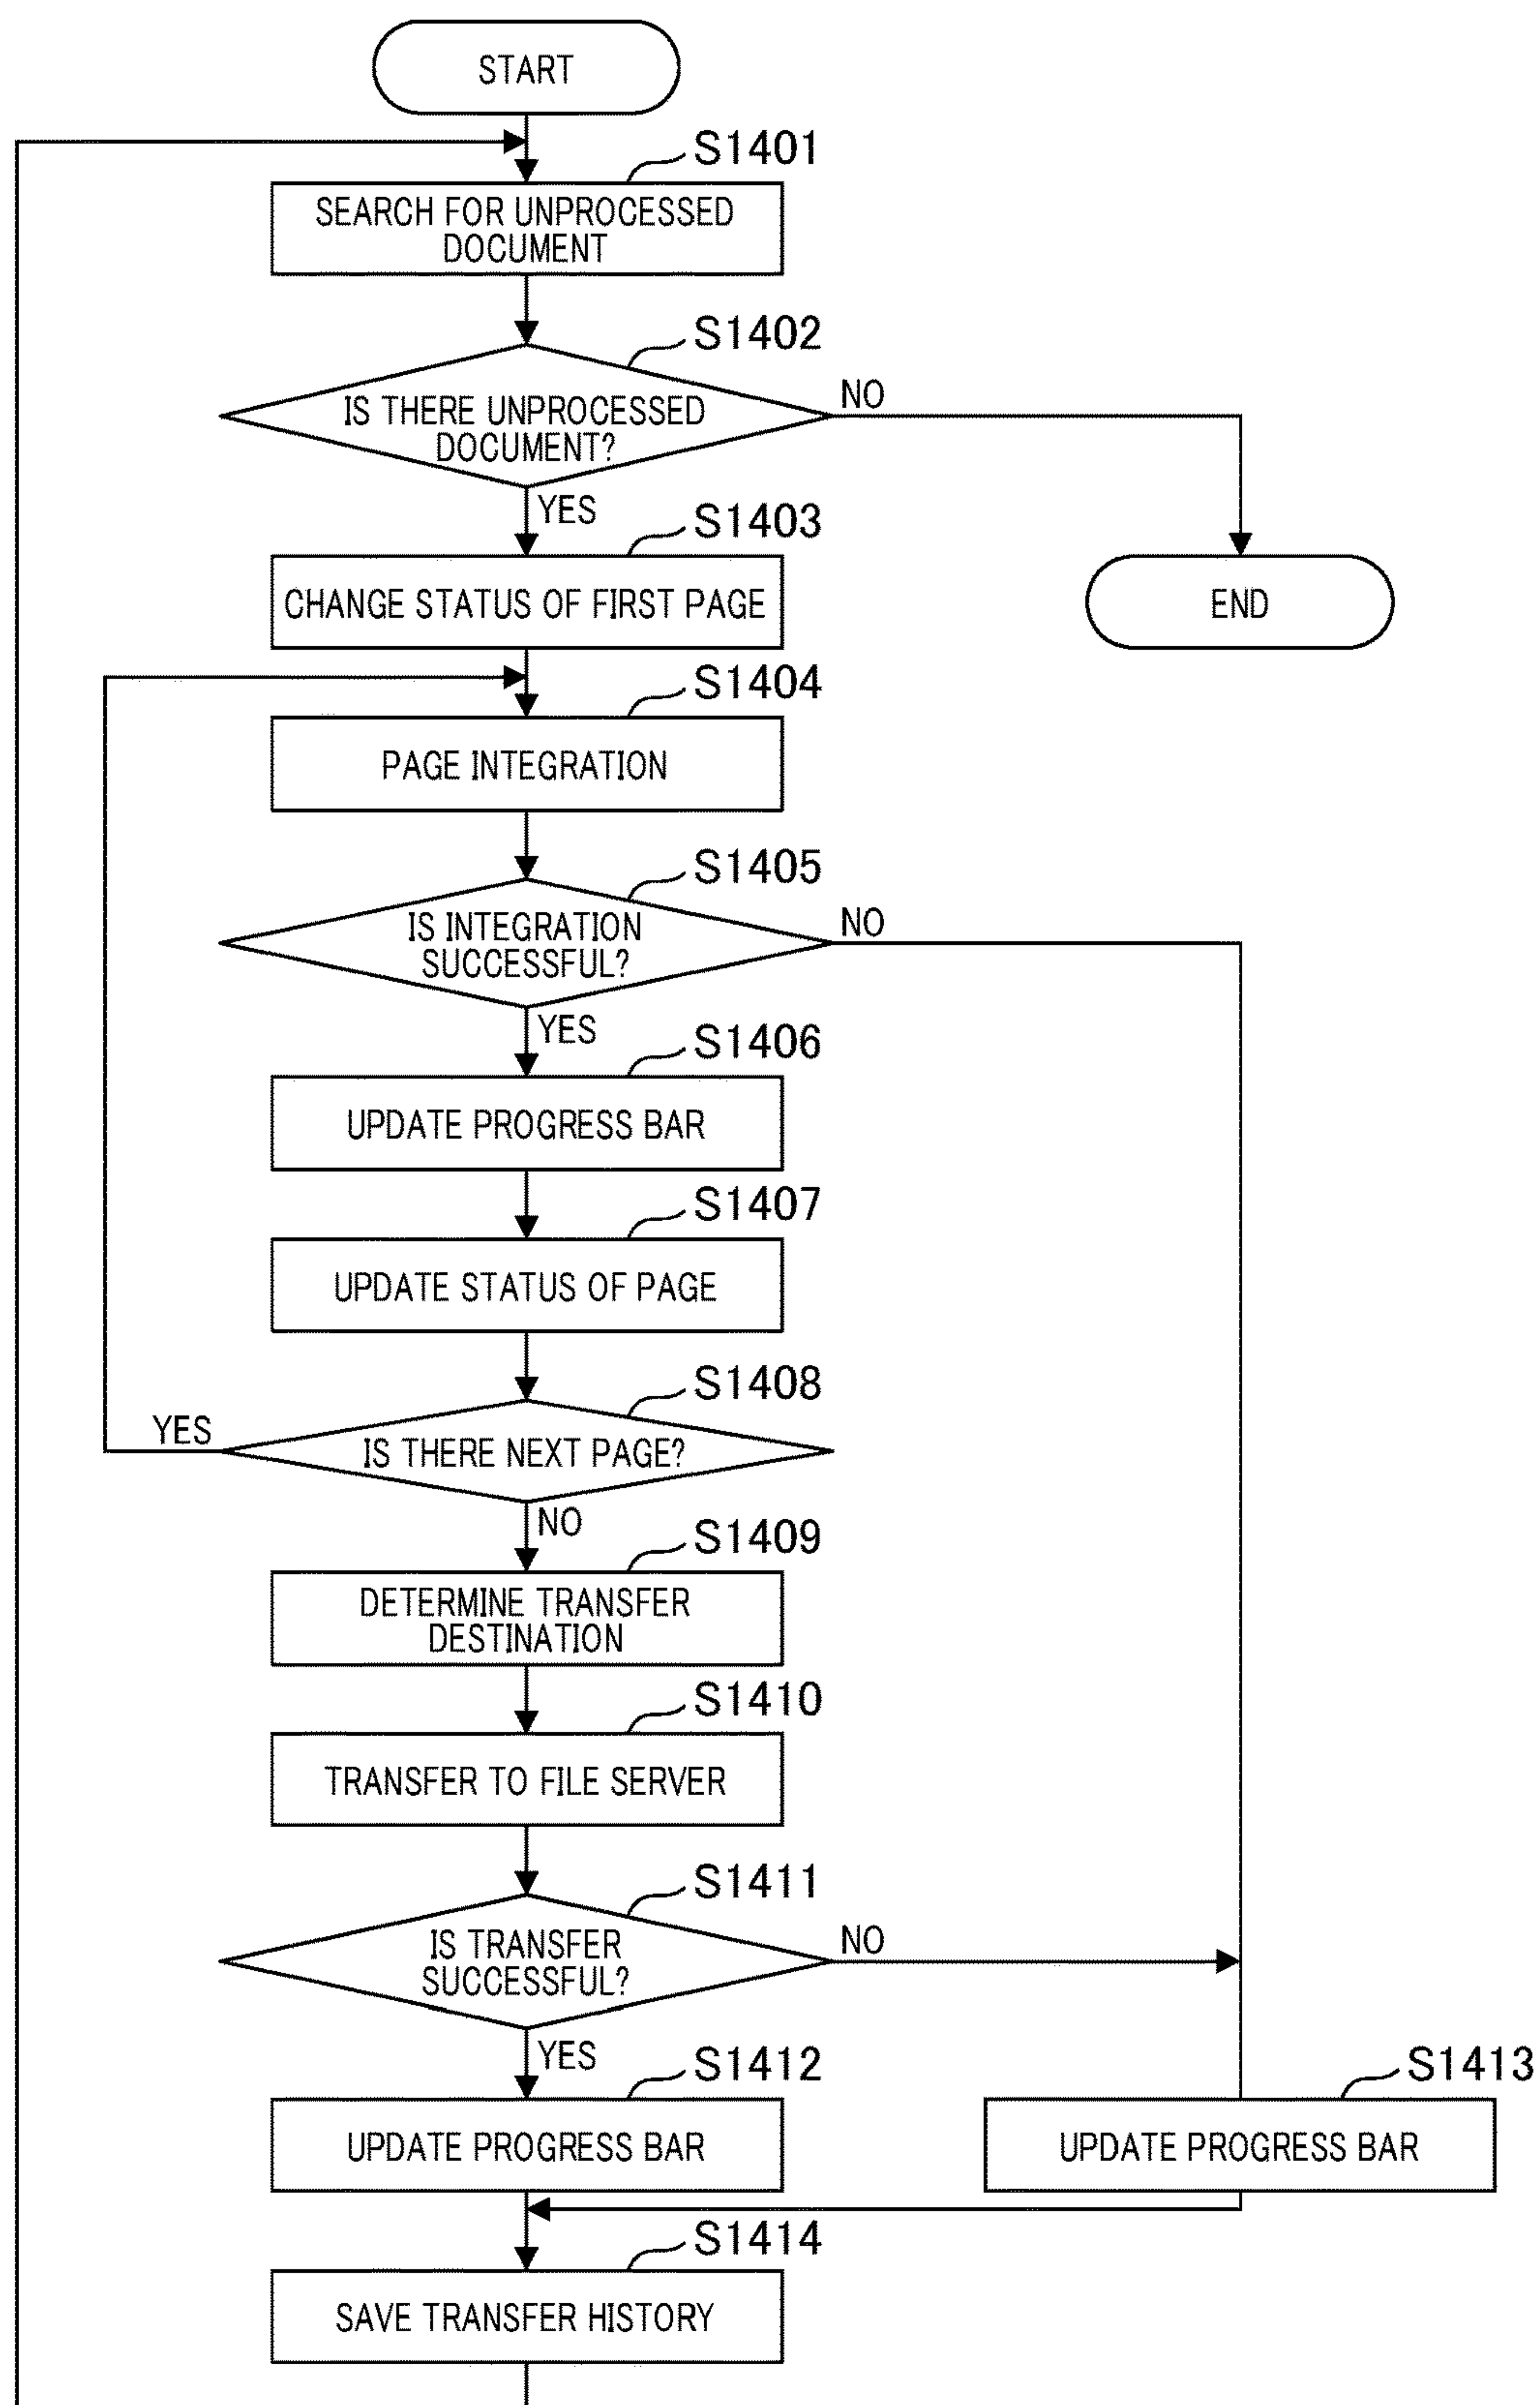 START
S1401
SEARCH FOR UNPROCESSED
DOCUMENT
S1402
IS THERE UNPROCESSED
DOCUMENT?
NO
YES
S1403
CHANGE STATUS OF FIRST PAGE
END
S1404
PAGE INTEGRATION
S1405
IS INTEGRATION
SUCCESSFUL?
NO
YES
S1406
UPDATE PROGRESS BAR
S1407
UPDATE STATUS OF PAGE
S1408
YES
IS THERE NEXT PAGE?
NO
S1409
DETERMINE TRANSFER
DESTINATION
S1410
TRANSFER TO FILE SERVER
S1411
IS TRANSFER
SUCCESSFUL?
NO
YES
S1412
UPDATE PROGRESS BAR
S1413
UPDATE PROGRESS BAR
S1414
SAVE TRANSFER HISTORY